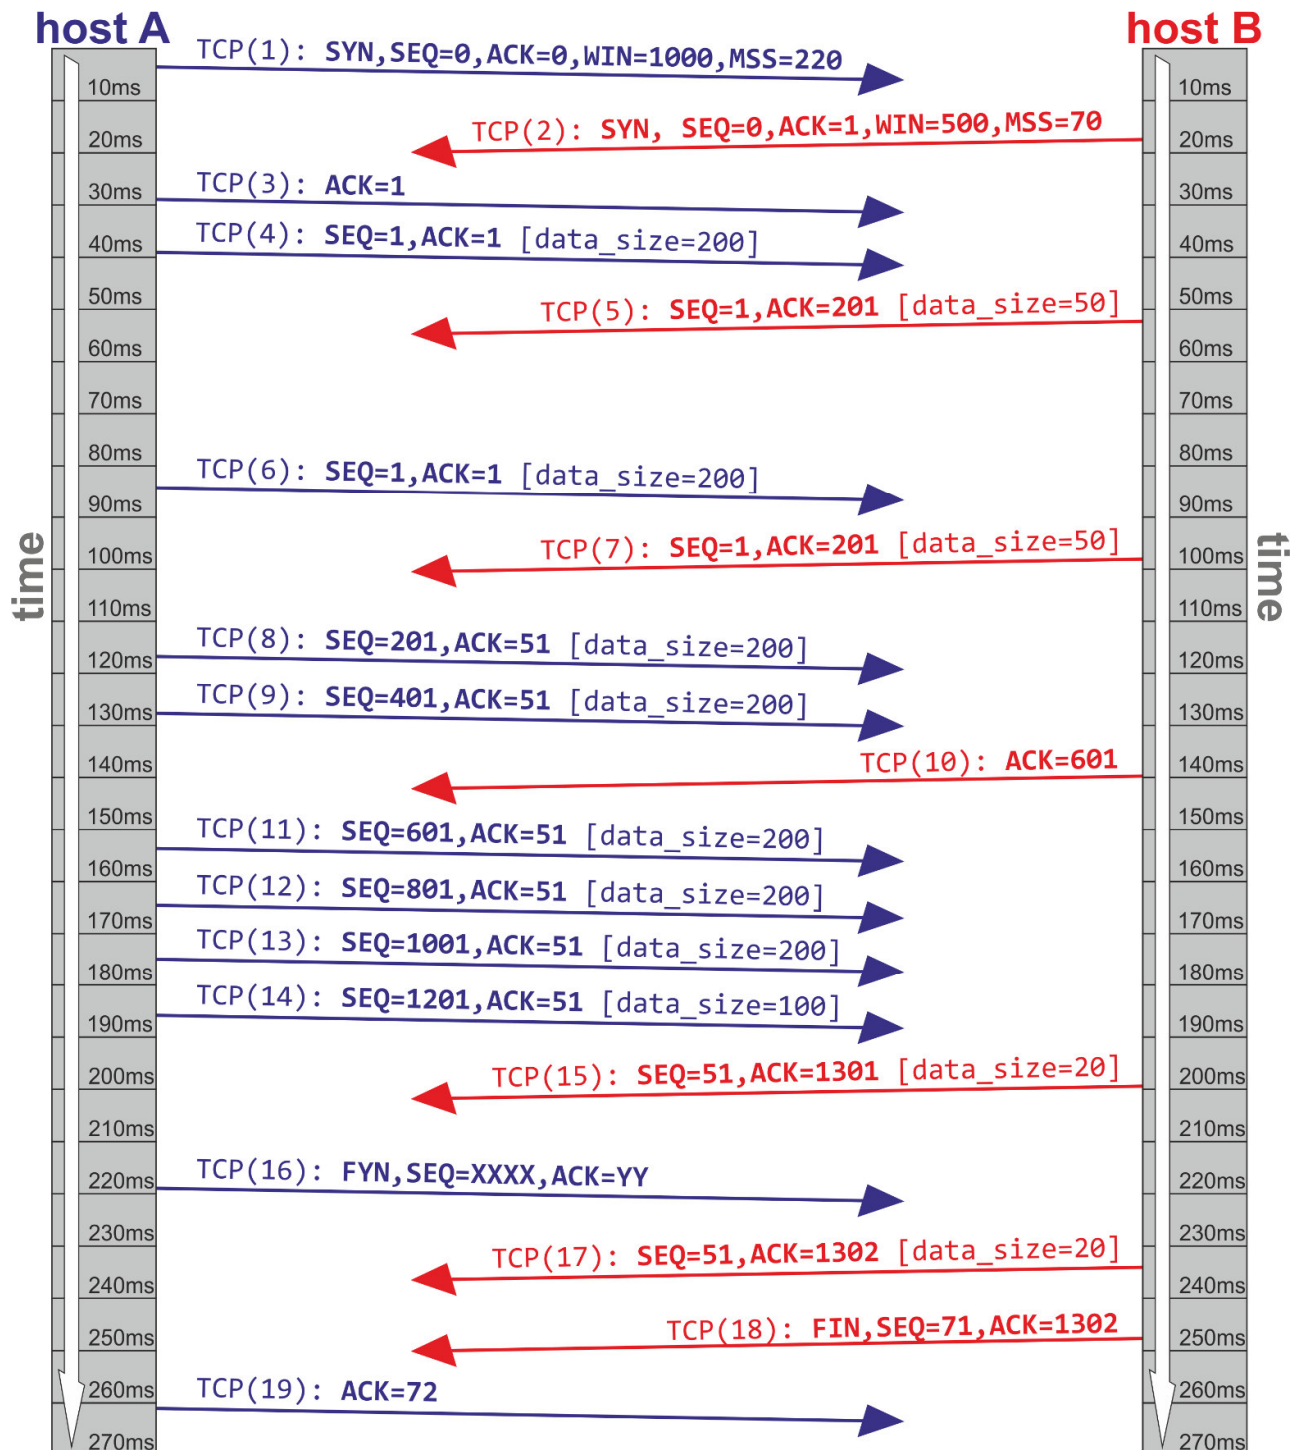 host A
host B
TCP(1): SYN,SEQ=0,ACK=0,WIN=1000,MSS=220
10ms
10ms
TCP(2): SYN, SEQ=0,ACK=1,WIN=500,MSS=70
20ms
20ms
TCP(3): ACK=1
30ms
30ms
TCP(4): SEQ=1,ACK=1 [data_size=200]
40ms
40ms
TCP(5): SEQ=1,ACK=201 [data_size=50]
50ms
50ms
60ms
60ms
70ms
70ms
80ms
80ms
TCP(6): SEQ=1,ACK=1 [data_size=200]
90ms
90ms
TCP(7): SEQ=1,ACK=201 [data_size=50]
100ms
100ms
time
time
110ms
110ms
TCP(8): SEQ=201,ACK=51 [data_size=200]
120ms
120ms
TCP(9): SEQ=401,ACK=51 [data_size=200]
130ms
130ms
TCP(10): ACK=601
140ms
140ms
150ms
150ms
TCP(11): SEQ=601,ACK=51 [data_size=200]
160ms
160ms
TCP(12): SEQ=801,ACK=51 [data_size=200]
170ms
170ms
TCP(13): SEQ=1001,ACK=51 [data_size=200]
180ms
180ms
TCP(14): SEQ=1201,ACK=51 [data_size=100]
190ms
190ms
TCP(15): SEQ=51,ACK=1301 [data_size=20]
200ms
200ms
210ms
210ms
TCP(16): FYN,SEQ=XXXX,ACK=YY
220ms
220ms
230ms
230ms
TCP(17): SEQ=51,ACK=1302 [data_size=20]
240ms
240ms
TCP(18): FIN,SEQ=71,ACK=1302
250ms
250ms
TCP(19): ACK=72
260ms
260ms
270ms
270ms